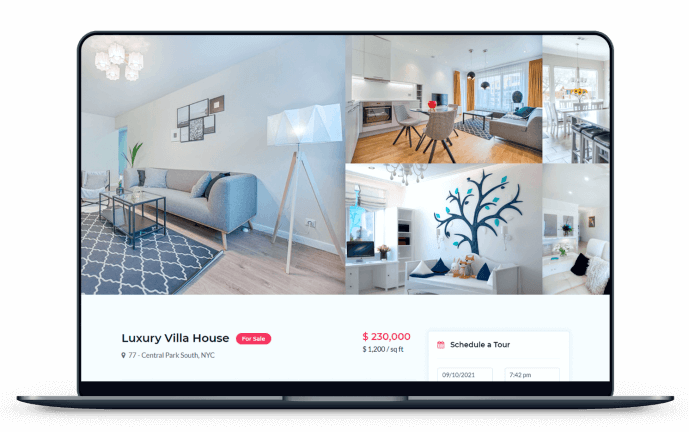 Luxury Villa House For Sale
77 - Central Park South, NYC
$ 230,000
$ 1,200 / sq ft
Schedule a Tour
09/10/2021 7:42 pm